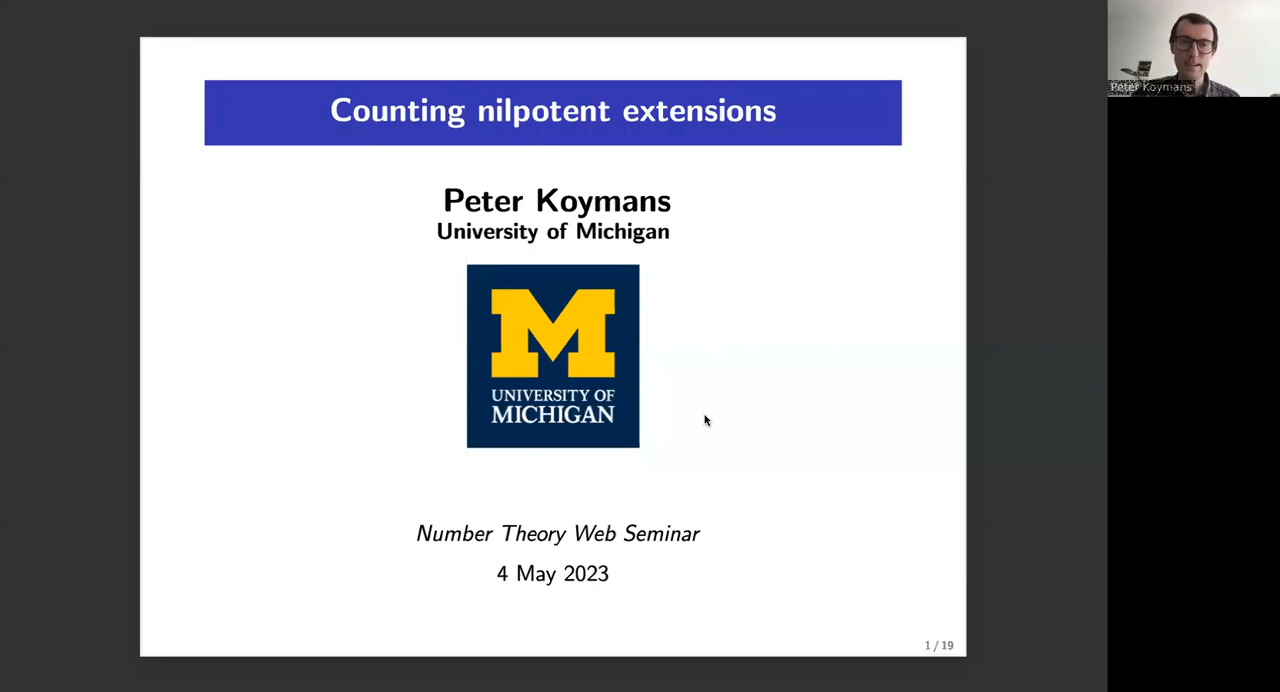 Counting nilpotent extensions
Peter Koymans
University of Michigan
M
UNIVERSITY OF
MICHIGAN
Number Theory Web Seminar
4 May 2023
1 / 19
Peter Koymans